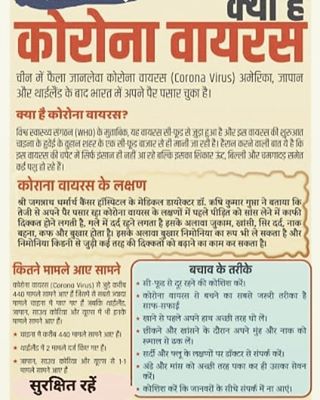 क्या है
कोरोना वायरस
चीन में फैला जानलेवा कोरोना वायरस (Corona Virus) अमेरिका, जापान
और थाईलैंड के बाद भारत में अपने पैर पसार चुका है।
क्या है कोरोना वायरस?
विश्व स्वास्थ्य संगठन (WHO) के मुताबिक, यह वायरस सी-फूड से जुड़ा हुआ है और इस वायरस की शुरूआत
चाइना के हुवेई के वुहान शहर के एक सी-फूड बाजार से ही मानी जा रही है। हैरान करने वाली बात ये है कि
इस वायरस की चपेट में सिर्फ इंसान ही नहीं आ रहे बल्कि इसका शिकार ऊंट, बिल्ली और चमगादड़ समेत
कई पशु हो रहे हैं।
कोराना वायरस के लक्षण
श्री जगन्नाथ धर्मार्थ कैंसर हॉस्पिटल के मेडिकल डायरेक्टर डॉ. ऋषि कुमार गुप्ता ने बताया कि
तेजी से अपने पैर पसार रहा कोरोना वायरस के लक्षणों में पहले पीड़ित को सांस लेने में काफी
दिक्कत होने लगती है, गले में दर्द रहने लगता है इसके अलावा जुकाम, खांसी, सिर दर्द, नाक
बहना, कफ और बुखार होता है। इसके अलावा बुखार निमोनिया का रूप भी ले सकता है और
निमोनिया किडनी से जुड़ी कई तरह की दिक्कतों को बढ़ाने का काम कर सकता है।
कितने मामले आए सामने
कोरोना वायरस (Corona Virus) से जुड़े करीब
440 मामले सामने आए हैं जिनमें से सबसे ज्यादा
मामले चाइना में पाए गए हैं जबकि थाईलैंड,
जापान, साउथ कोरिया और यूएस में भी इनके
मामले सामने आए हैं।
चाइना में करीब 440 मामले सामने आए हैं।
थाईलैंड में 2 मामले दर्ज किए गए हैं।
जापान, साउथ कोरिया और यूएस से 1-1
मामले सामने आए हैं
सुरक्षित रहें
बचाव के तरीके
सी-फूड से दूर रहने की कोशिश करें।
कोरोना वायरस से बचने का सबसे जरूरी तरीका है
साफ-सफाई
खाने से पहले अपने हाथ अच्छी तरह धो लें।
छींकने और खांसने के दौरान अपने मुंह और नाक को
रूमाल से ढक लें।
सर्दी और फ्लू के लक्षणों पर डॉक्टर से संपर्क करें।
अंडे और मांस को अच्छी तरह पका कर ही उसका सेवन
करें।
कोशिश करें कि जानवरों के सीधे संपर्क में ना आएं।